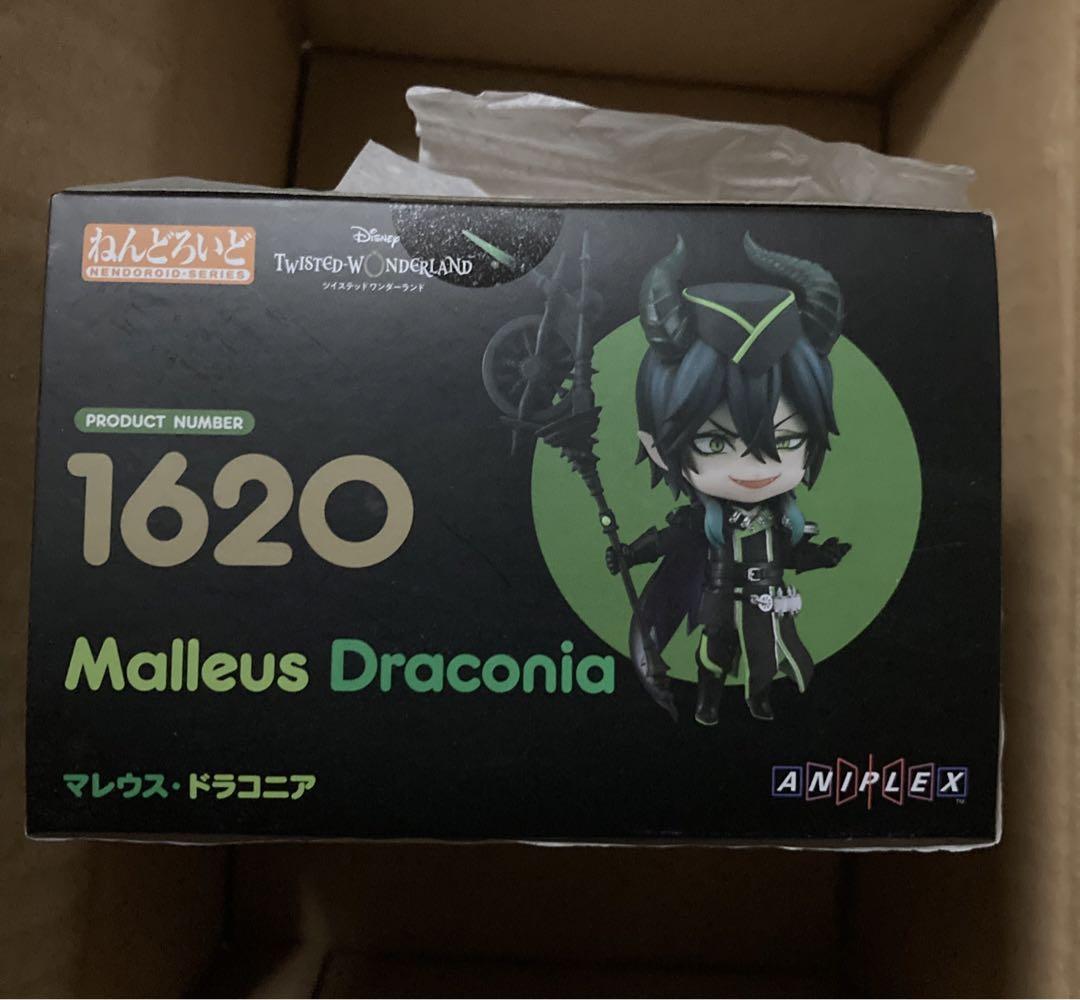 ねんどろいど
NENDOROID·SERIES
Disney
TWISTED-WONDERLAND
ツイステッドワンダーランド
PRODUCT NUMBER
1620
Malleus Draconia
マレウス・ドラコニア
ANIPLEX
TM